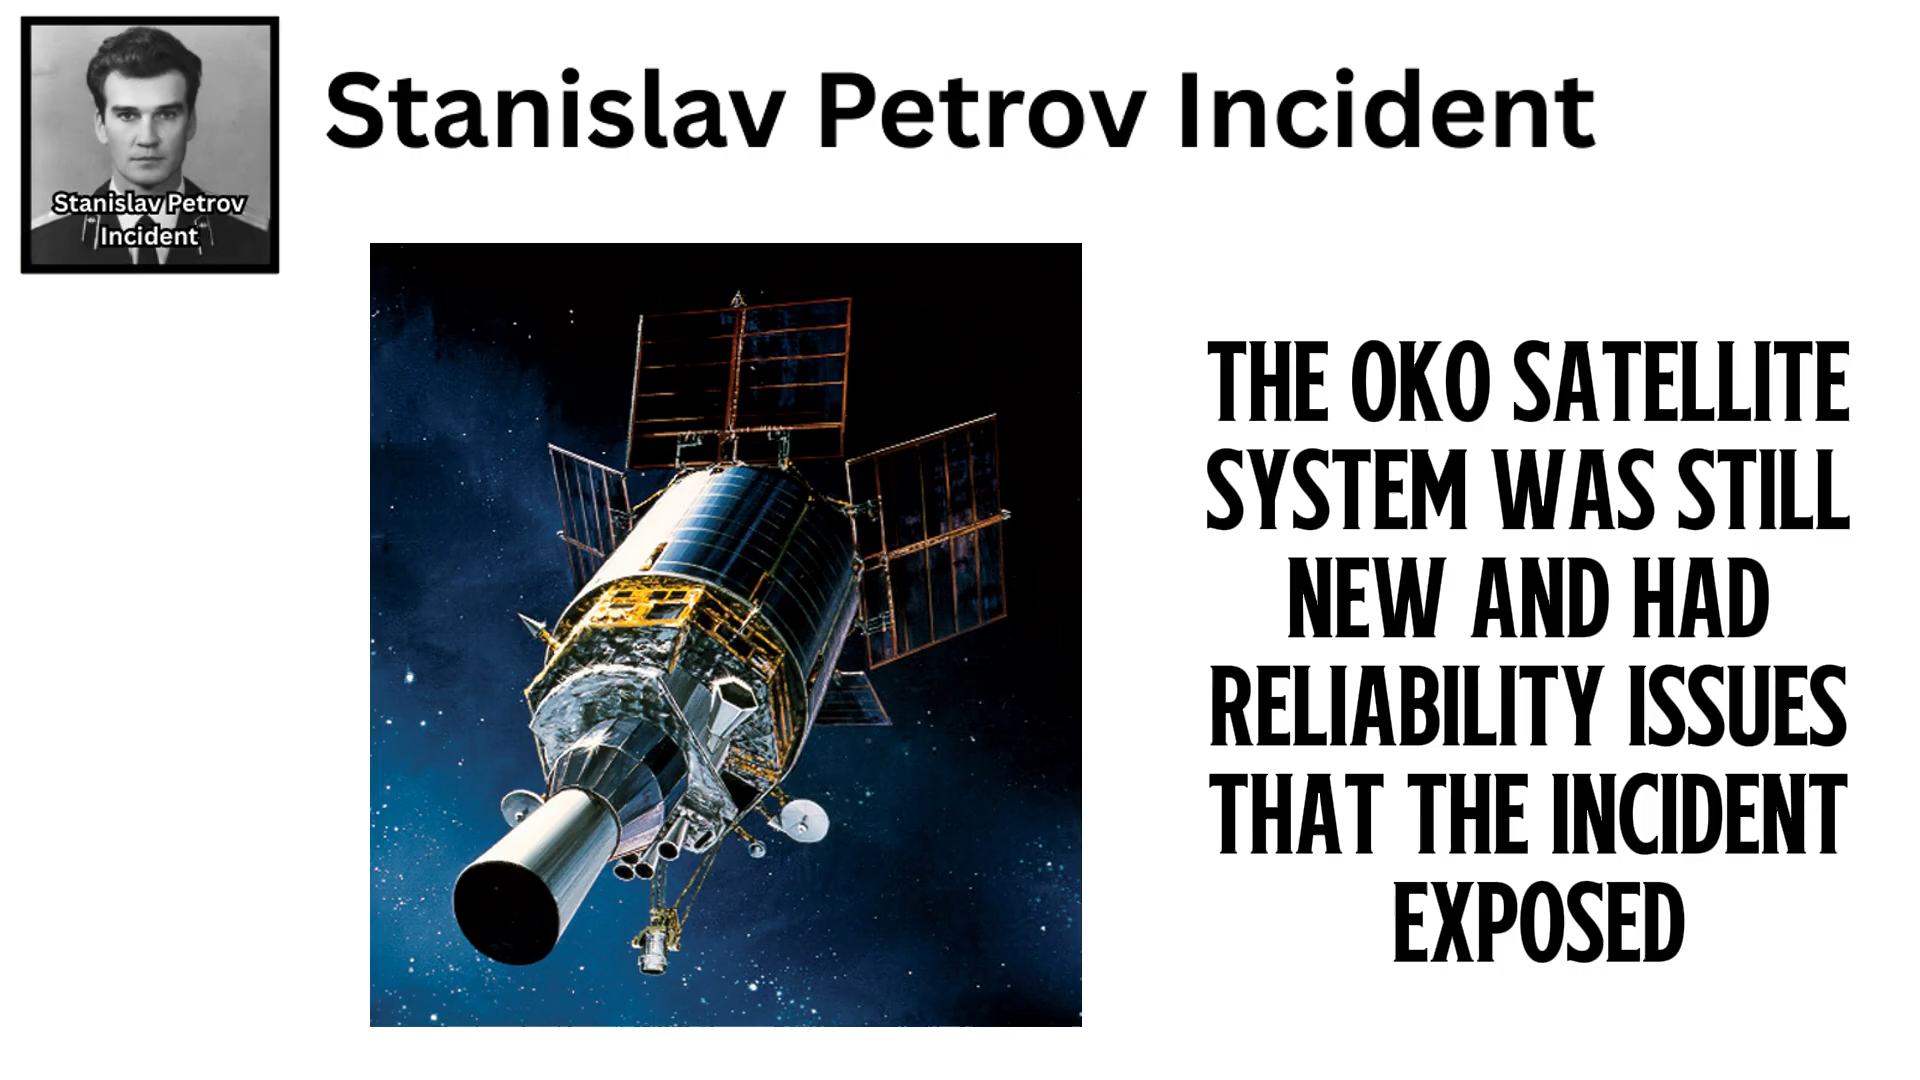 Stanislav Petrov
Incident
Stanislav Petrov Incident
THE OKO SATELLITE
SYSTEM WAS STILL
NEW AND HAD
RELIABILITY ISSUES
THAT THE INCIDENT
EXPOSED